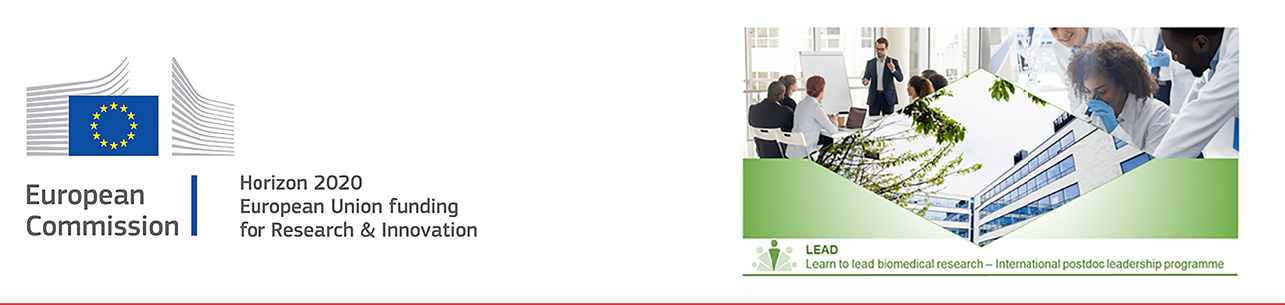 European
Commission
Horizon 2020
European Union funding
for Research & Innovation
LEAD
Learn to lead biomedical research – International postdoc leadership programme